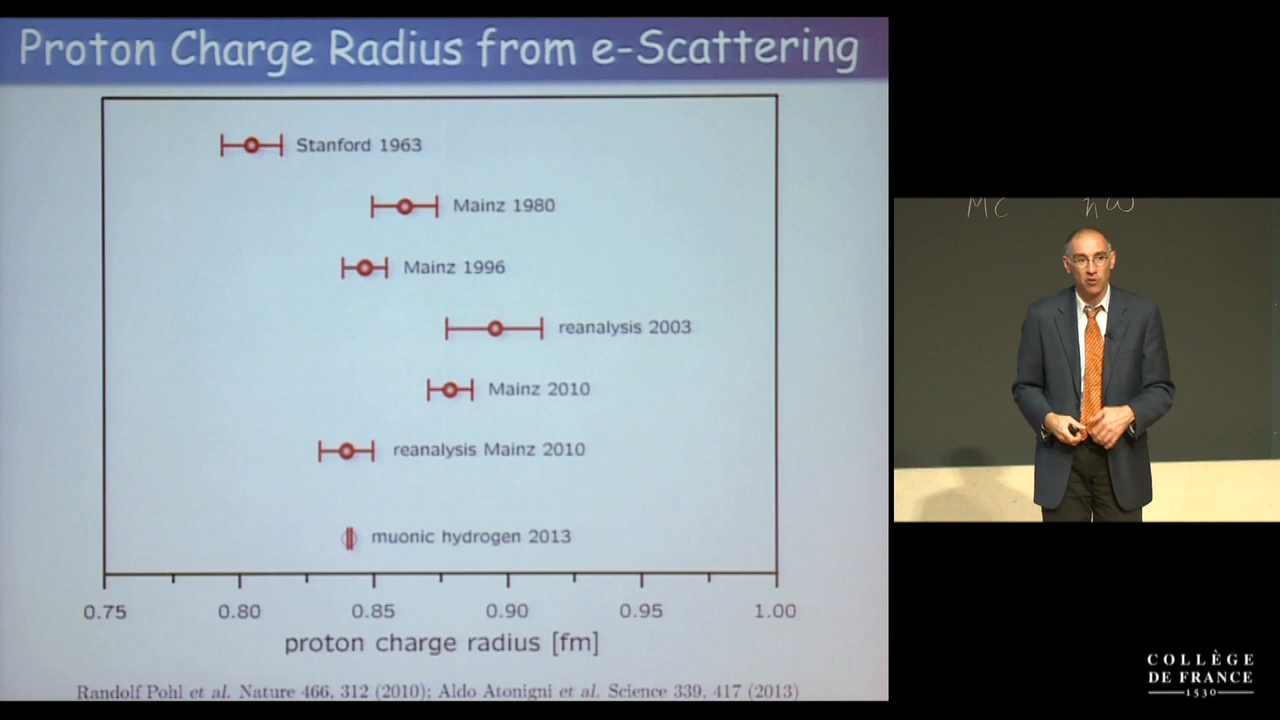 Proton Charge Radius from e-Scattering
Stanford 1963
Mainz 1980
Mainz 1996
reanalysis 2003
Mainz 2010
reanalysis Mainz 2010
muonic hydrogen 2013
0.75 0.80 0.85 0.90 0.95 1.00
proton charge radius [fm]
Randolf Pohl et al. Nature 466, 312 (2010); Aldo Atonigni et al. Science 339, 417 (2013)
MC ħω
COLLÈGE
DE FRANCE
1530